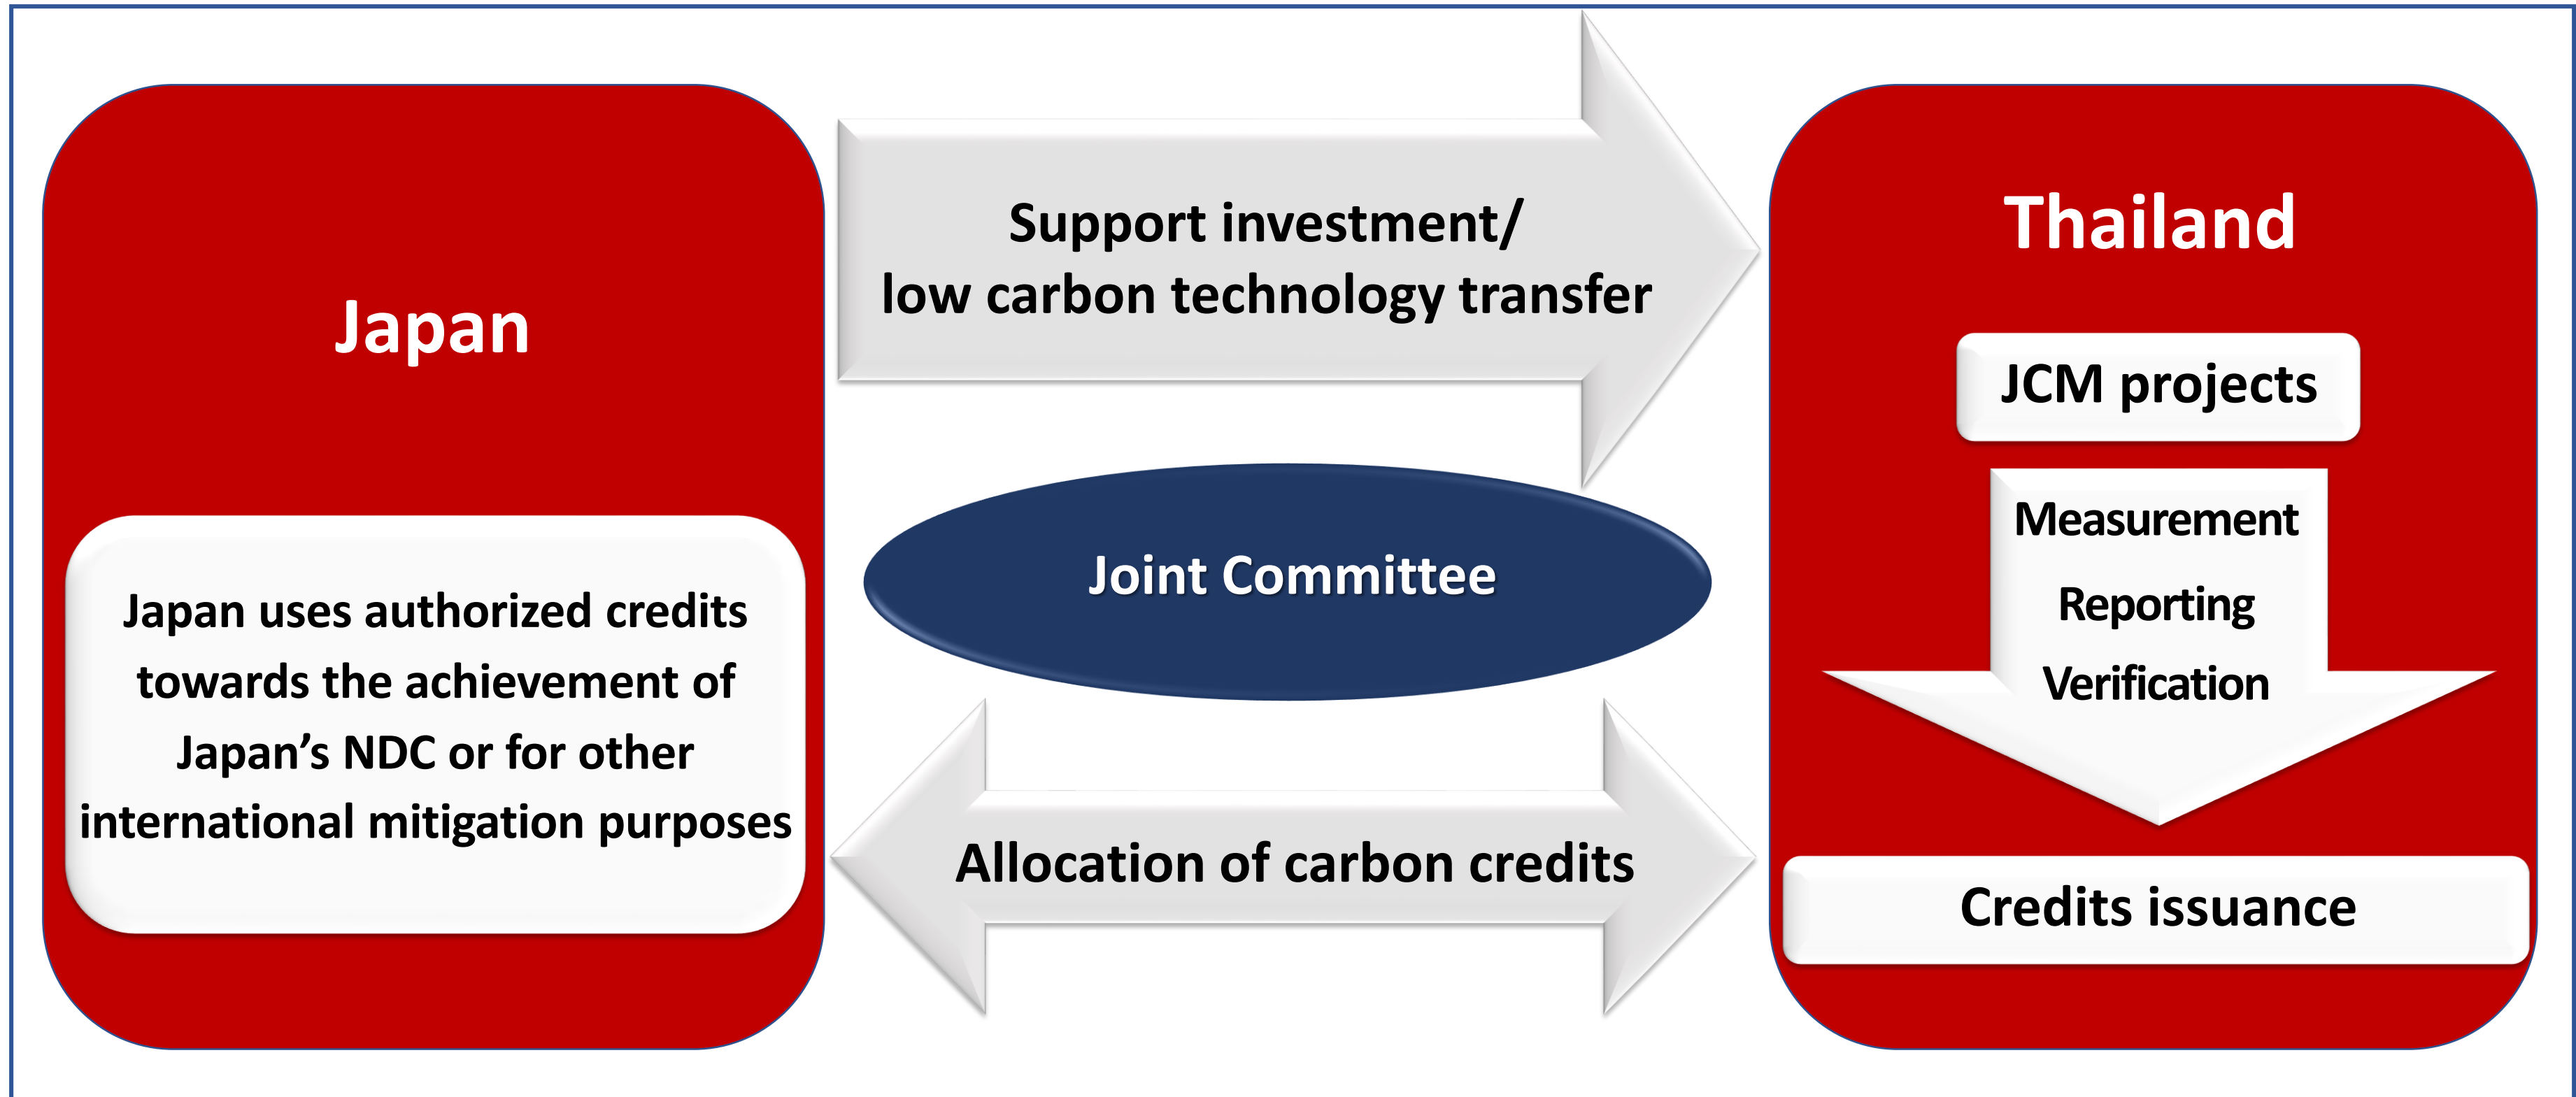 Japan
Japan uses authorized credits
towards the achievement of
Japan’s NDC or for other
international mitigation purposes
Support investment/
low carbon technology transfer
Joint Committee
Allocation of carbon credits
Thailand
JCM projects
Measurement
Reporting
Verification
Credits issuance